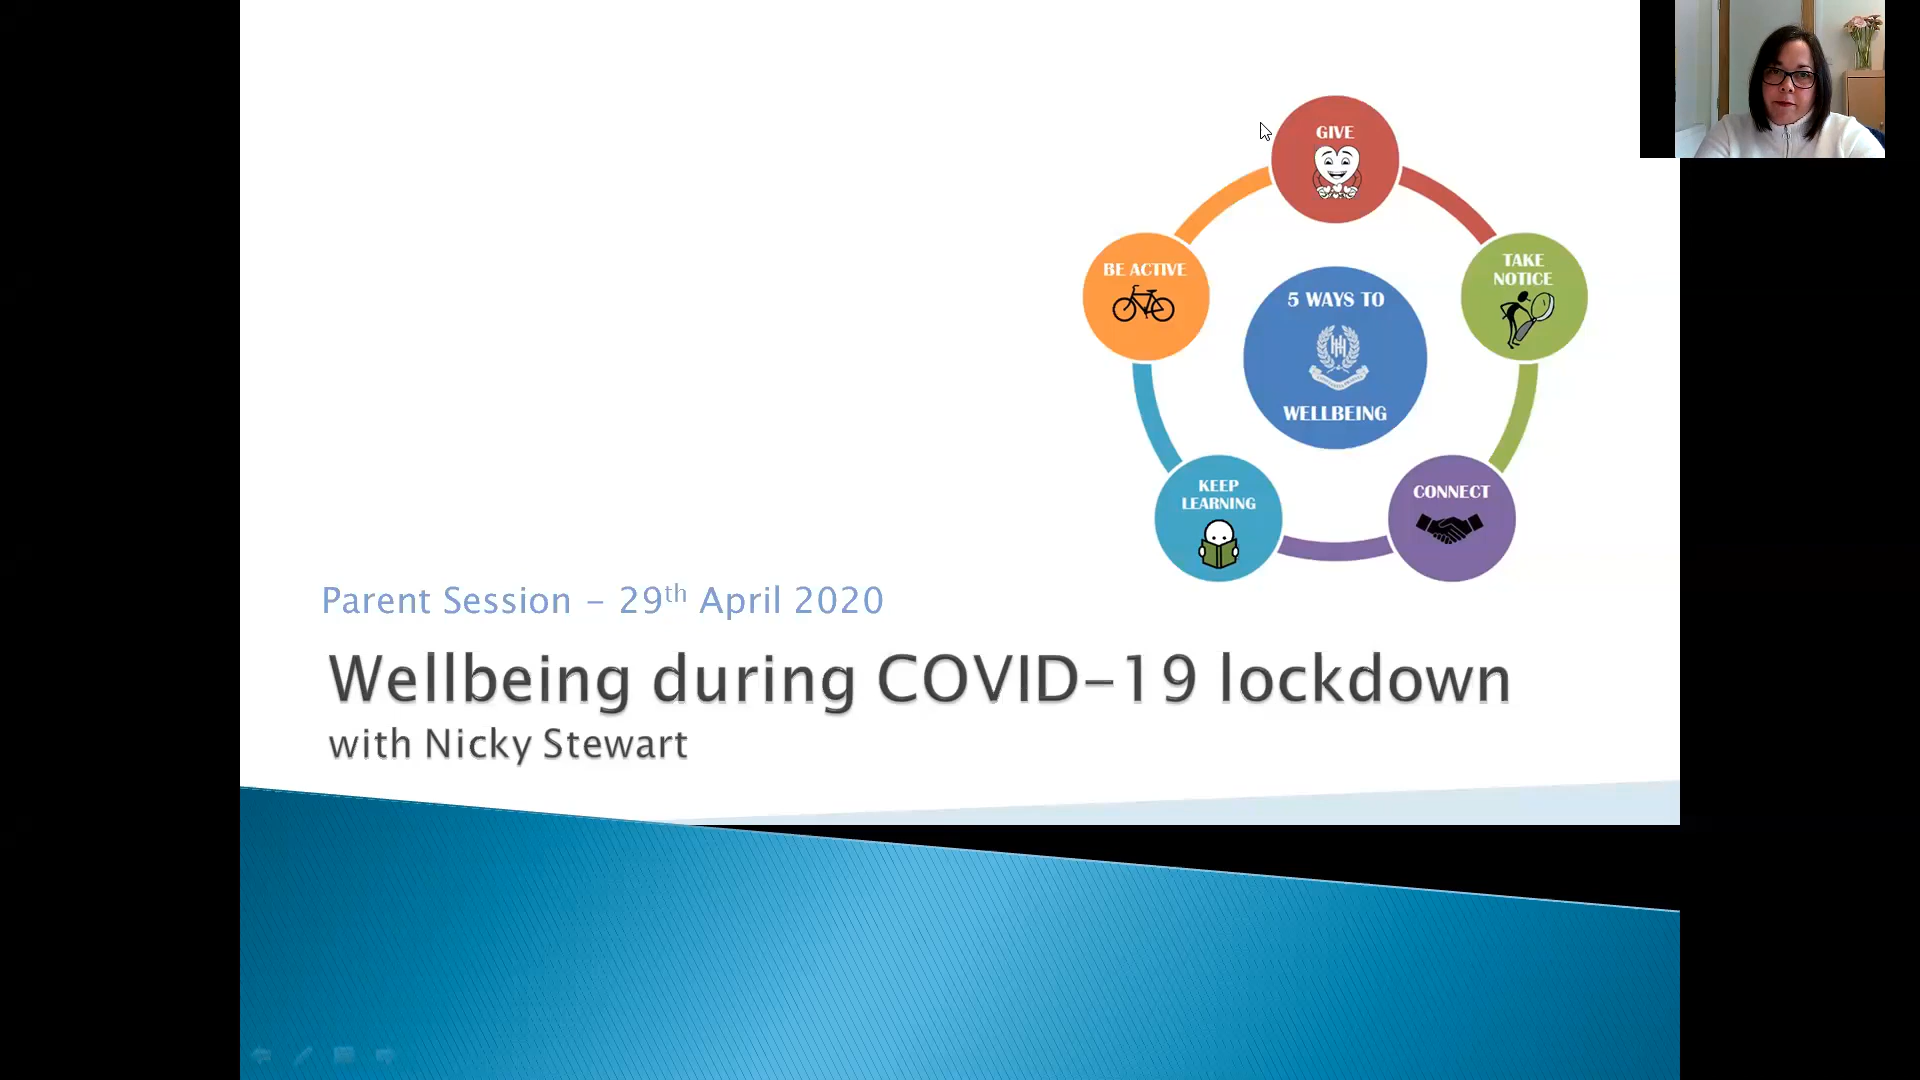 GIVE
BE ACTIVE
TAKE
NOTICE
5 WAYS TO
WELLBEING
KEEP
LEARNING
CONNECT
Parent Session – 29th April 2020
Wellbeing during COVID-19 lockdown
with Nicky Stewart